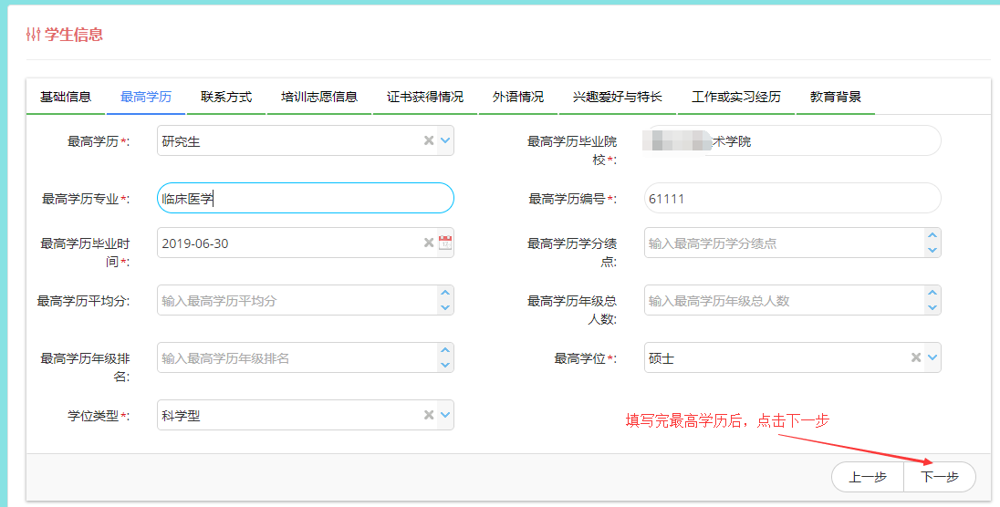 学生信息
基础信息 最高学历 联系方式 培训志愿信息 证书获得情况 外语情况 兴趣爱好与特长 工作或实习经历 教育背景
最高学历*: 研究生
最高学历毕业院
校*:
术学院
最高学历专业*: 临床医学
最高学历编号*: 61111
最高学历毕业时
间*:
2019-06-30
最高学历学分绩
点:
输入最高学历学分绩点
最高学历平均分: 输入最高学历平均分
最高学历年级总
人数:
输入最高学历年级总人数
最高学历年级排
名:
输入最高学历年级排名
最高学位*: 硕士
学位类型*: 科学型
填写完最高学历后，点击下一步
上一步 下一步